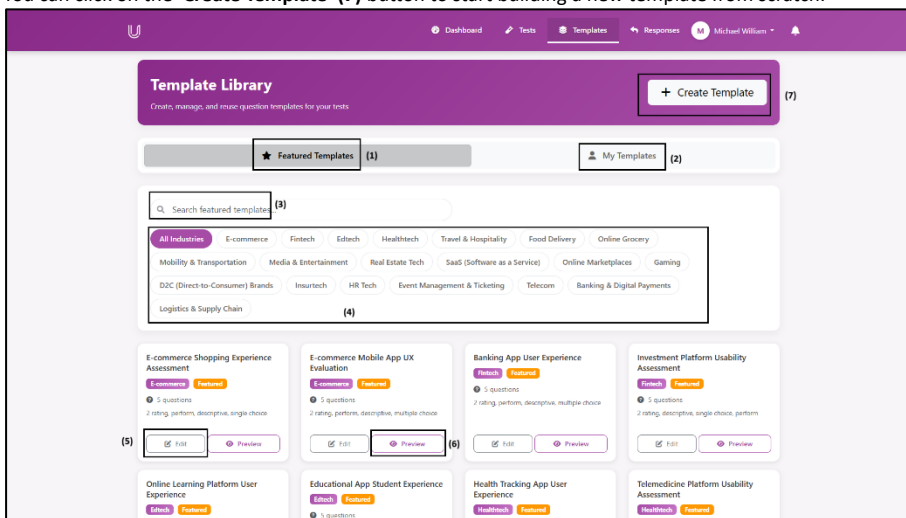 You can click on the "Create Template" (7) button to start building a new template from scratch.
Dashboard Tests Templates Responses M Michael William
Template Library
Create, manage, and reuse question templates for your tests
+ Create Template (7)
Featured Templates (1) My Templates (2)
Search featured templates... (3)
All Industries E-commerce Fintech Edtech Healthtech Travel & Hospitality Food Delivery Online Grocery
Mobility & Transportation Media & Entertainment Real Estate Tech SaaS (Software as a Service) Online Marketplaces Gaming
D2C (Direct-to-Consumer) Brands Insurtech HR Tech Event Management & Ticketing Telecom Banking & Digital Payments
Logistics & Supply Chain (4)
E-commerce Shopping Experience Assessment
E-commerce Featured
5 questions
2 rating, perform, descriptive, single choice
(5) Edit Preview
E-commerce Mobile App UX Evaluation
E-commerce Featured
5 questions
2 rating, perform, descriptive, multiple choice
Edit Preview (6)
Banking App User Experience
Fintech Featured
5 questions
2 rating, perform, descriptive, multiple choice
Edit Preview
Investment Platform Usability Assessment
Fintech Featured
5 questions
2 rating, descriptive, single choice, perform
Edit Preview
Online Learning Platform User Experience
Edtech Featured
Educational App Student Experience
Edtech Featured
5 questions
Health Tracking App User Experience
Healthtech Featured
Telemedicine Platform Usability Assessment
Healthtech Featured